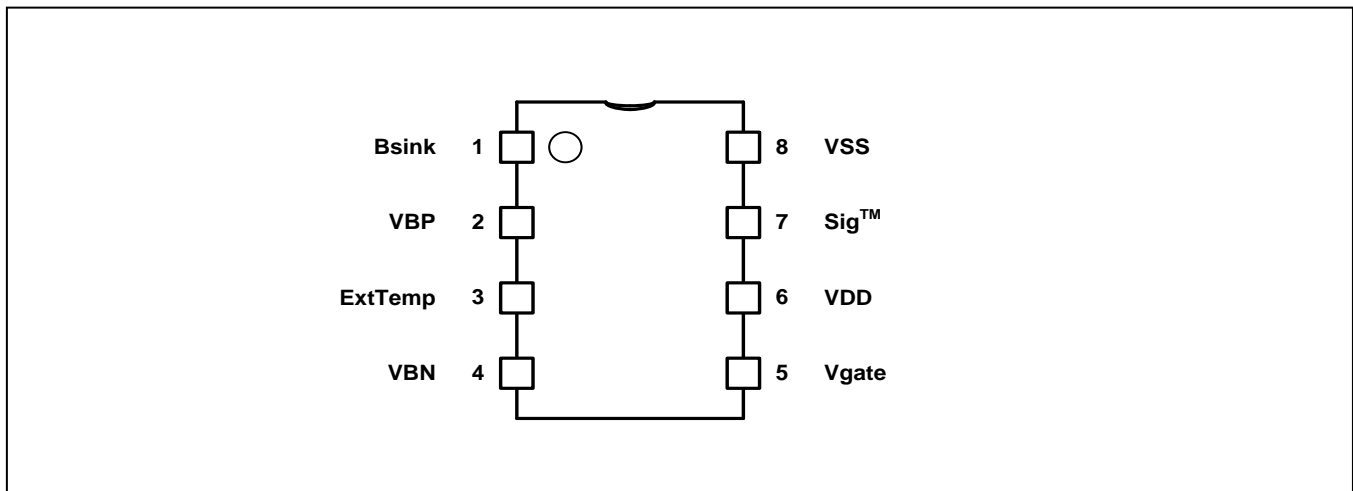 Bsink 1 8 VSS
VBP 2 7 Sig™
ExtTemp 3 6 VDD
VBN 4 5 Vgate